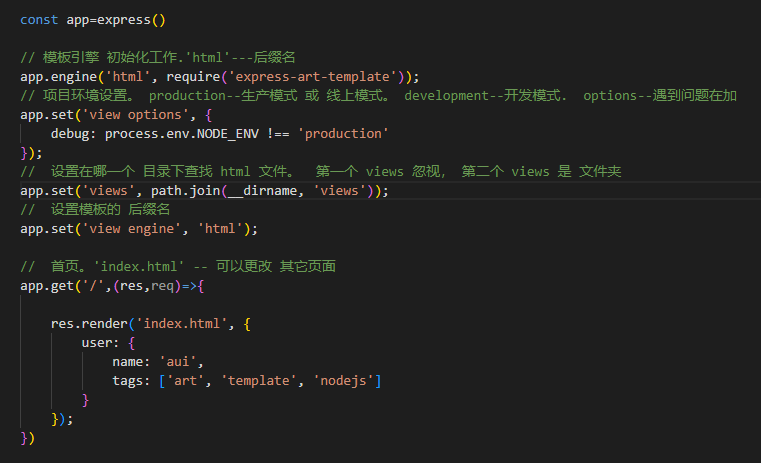 const app=express()
// 模板引擎 初始化工作.'html'---后缀名
app.engine('html', require('express-art-template'));
// 项目环境设置。 production--生产模式 或 线上模式。 development--开发模式.  options--遇到问题在加
app.set('view options', {
    debug: process.env.NODE_ENV !== 'production'
});
//  设置在哪一个 目录下查找 html 文件。  第一个 views 忽视, 第二个 views 是 文件夹
app.set('views', path.join(__dirname, 'views'));
//  设置模板的 后缀名
app.set('view engine', 'html');
//  首页。'index.html' -- 可以更改 其它页面
app.get('/',(res,req)=>{
    res.render('index.html', {
        user: {
            name: 'aui',
            tags: ['art', 'template', 'nodejs']
        }
    });
})